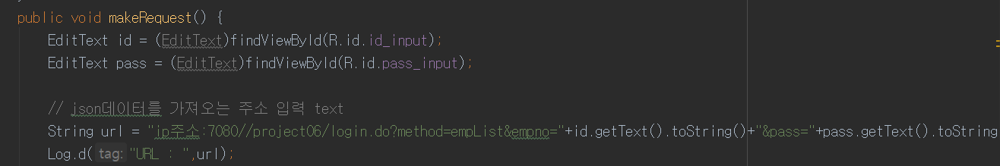 public void makeRequest() {
EditText id = (EditText)findViewById(R.id.id_input);
EditText pass = (EditText)findViewById(R.id.pass_input);
// json데이터를 가져오는 주소 입력 text
String url = "ip주소:7080//project06/login.do?method=empList&empno="+id.getText().toString()+"&pass="+pass.getText().toString
Log.d( tag: "URL : ",url);